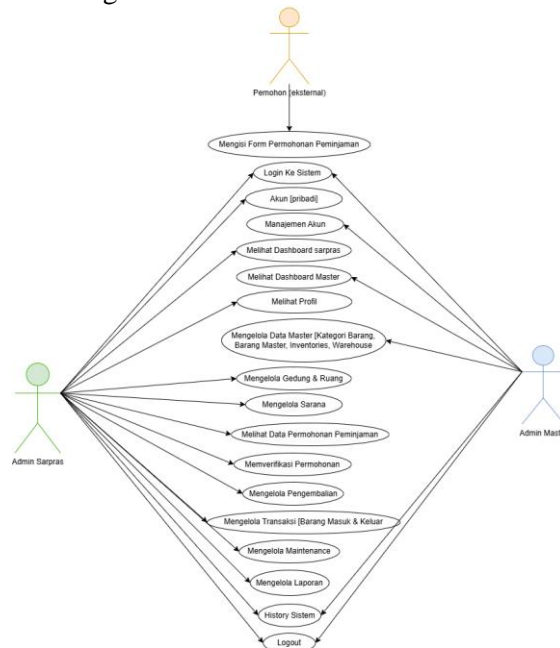 Pemohon [eksternal)
Mengisi Form Permohonan Peminjaman
Login Ke Sistem
Akun [pribadi]
Manajemen Akun
Melihat Dashboard sarpras
Melihat Dashboard Master
Melihat Profil
Mengelola Data Master [Kategori Barang,
Barang Master, Inventories, Warehouse
Mengelola Gedung & Ruang
Mengelola Sarana
Admin Sarpras
Admin Mast
Melihat Data Permohonan Peminjaman
Memverifikasi Permohonan
Mengelola Pengembalian
Mengelola Transaksi [Barang Masuk & Keluar
Mengelola Maintenance
Mengelola Laporan
History Sistem
Logout